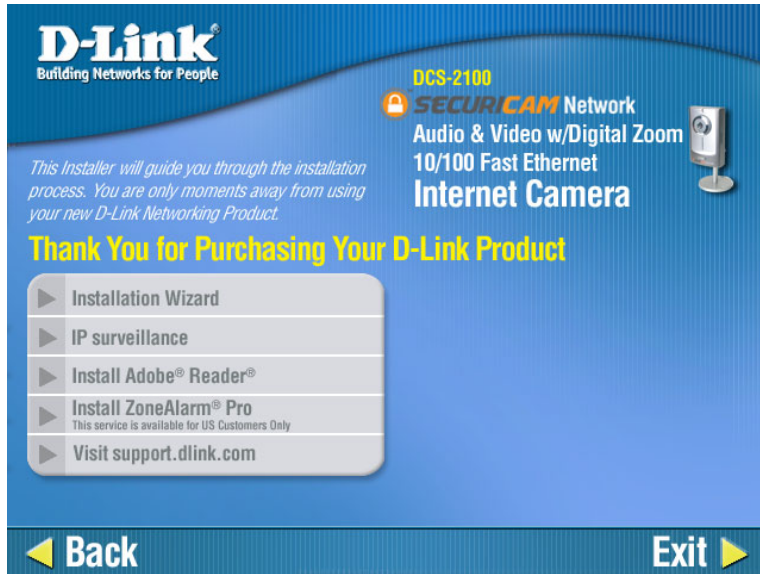 D-Link
Building Networks for People
DCS-2100
SECURICAM™ Network
Audio & Video w/Digital Zoom
10/100 Fast Ethernet
Internet Camera
This Installer will guide you through the installation
process. You are only moments away from using
your new D-Link Networking Product.
Thank You for Purchasing Your D-Link Product
Installation Wizard
IP surveillance
Install Adobe® Reader®
Install ZoneAlarm® Pro
This service is available for US Customers Only
Visit support.dlink.com
Back
Exit